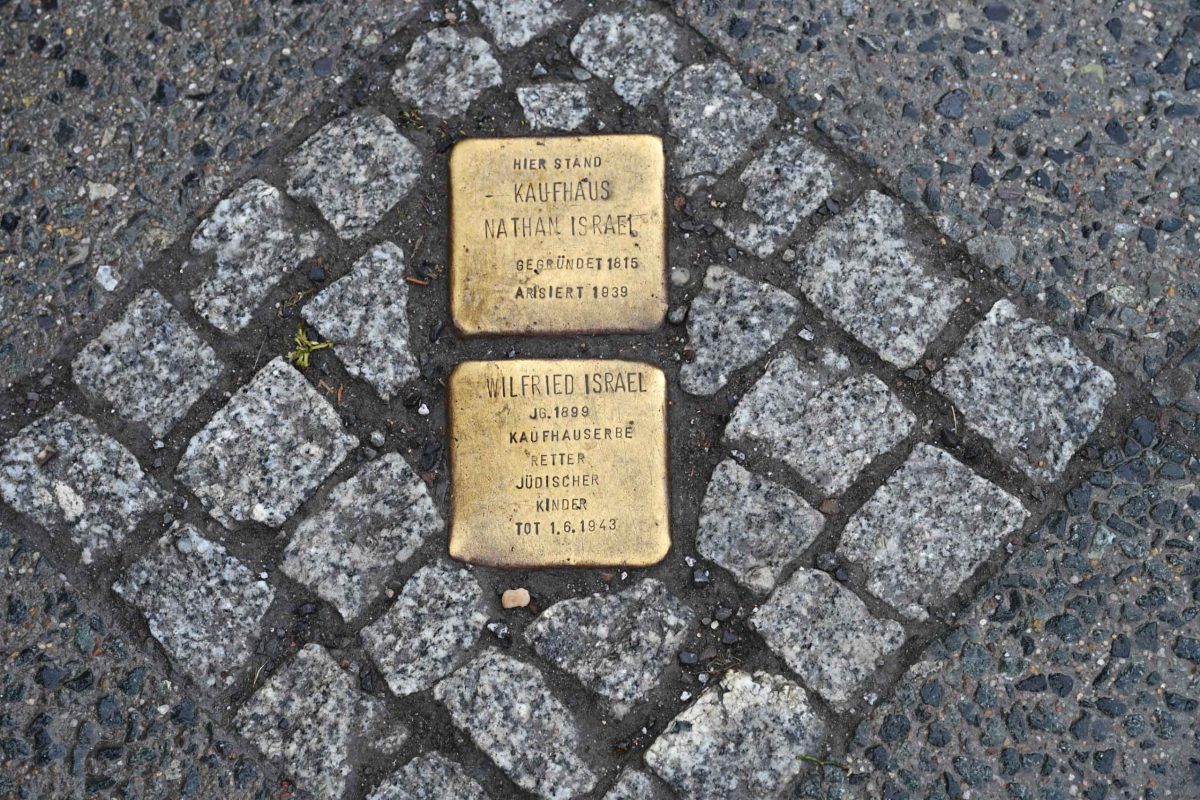 HIER STAND
KAUFHAUS
NATHAN ISRAEL
GEGRÜNDET 1815
ARISIERT 1939
WILFRIED ISRAEL
JG. 1899
KAUFHAUSERBE
RETTER
JÜDISCHER
KINDER
TOT 1.6.1943